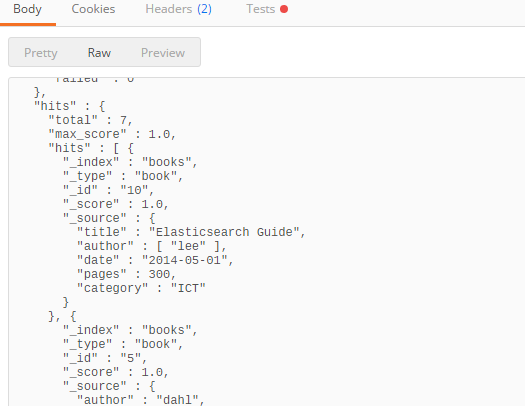 Body Cookies Headers (2) Tests
Pretty Raw Preview
"failed" : 0
},
"hits" : {
"total" : 7,
"max_score" : 1.0,
"hits" : [ {
"_index" : "books",
"_type" : "book",
"_id" : "10",
"_score" : 1.0,
"_source" : {
"title" : "Elasticsearch Guide",
"author" : [ "lee" ],
"date" : "2014-05-01",
"pages" : 300,
"category" : "ICT"
}
}, {
"_index" : "books",
"_type" : "book",
"_id" : "5",
"_score" : 1.0,
"_source" : {
"author" : "dahl",